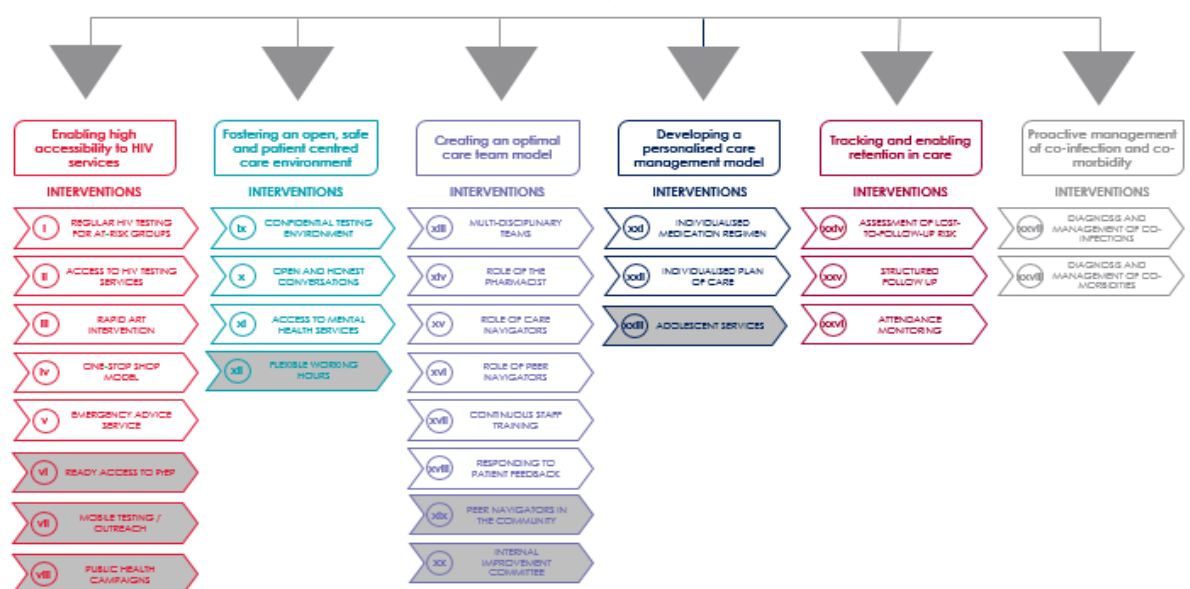 Enabling high
accessibility to HIV
services
INTERVENTIONS
I
REGULAR HIV TESTING
FOR AT-RISK GROUPS
II
ACCESS TO HIV TESTING
SERVICES
III
RAPID ART
INTERVENTION
iv
ONE-STOP SHOP
MODEL
v
EMERGENCY ADVICE
SERVICE
vi
READY ACCESS TO PrEP
vii
MOBILE TESTING /
OUTREACH
viii
PUBLIC HEALTH
CAMPAIGNS
Fostering an open, safe
and patient centred
care environment
INTERVENTIONS
ix
CONFIDENTIAL TESTING
ENVIRONMENT
x
OPEN AND HONEST
CONVERSATIONS
xi
ACCESS TO MENTAL
HEALTH SERVICES
xii
FLEXIBLE WORKING
HOURS
Creating an optimal
care team model
INTERVENTIONS
xiii
MULTI-DISCIPLINARY
TEAMS
xiv
ROLE OF THE
PHARMACIST
xv
ROLE OF CARE
NAVIGATORS
xvi
ROLE OF PEER
NAVIGATORS
xvii
CONTINUOUS STAFF
TRAINING
xviii
RESPONDING TO
PATIENT FEEDBACK
xix
PEER NAVIGATORS IN
THE COMMUNITY
xx
INTERNAL
IMPROVEMENT
COMMITTEE
Developing a
personalised care
management model
INTERVENTIONS
xxi
INDIVIDUALISED
MEDICATION REGIMEN
xxii
INDIVIDUALISED PLAN
OF CARE
xxiii
ADOLESCENT SERVICES
Tracking and enabling
retention in care
INTERVENTIONS
xxiv
ASSESSMENT OF LOST-
TO-FOLLOW-UP RISK
xxv
STRUCTURED
FOLLOW UP
xxvi
ATTENDANCE
MONITORING
Proactive management
of co-infection and co-
morbidity
INTERVENTIONS
xxvii
DIAGNOSIS AND
MANAGEMENT OF CO-
INFECTIONS
xxviii
DIAGNOSIS AND
MANAGEMENT OF CO-
MORBIDITIES